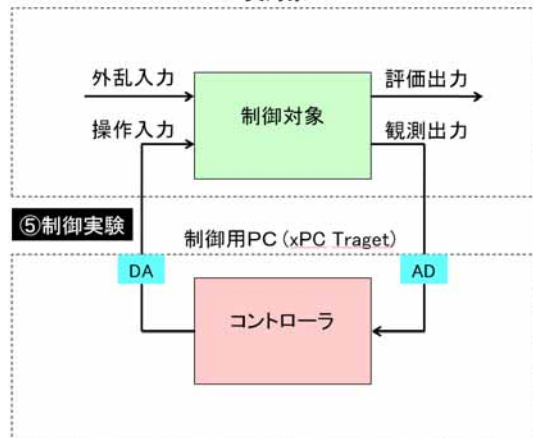 外乱入力
評価出力
制御対象
操作入力
観測出力
⑤制御実験
制御用PC (xPC Traget)
DA
AD
コントローラ